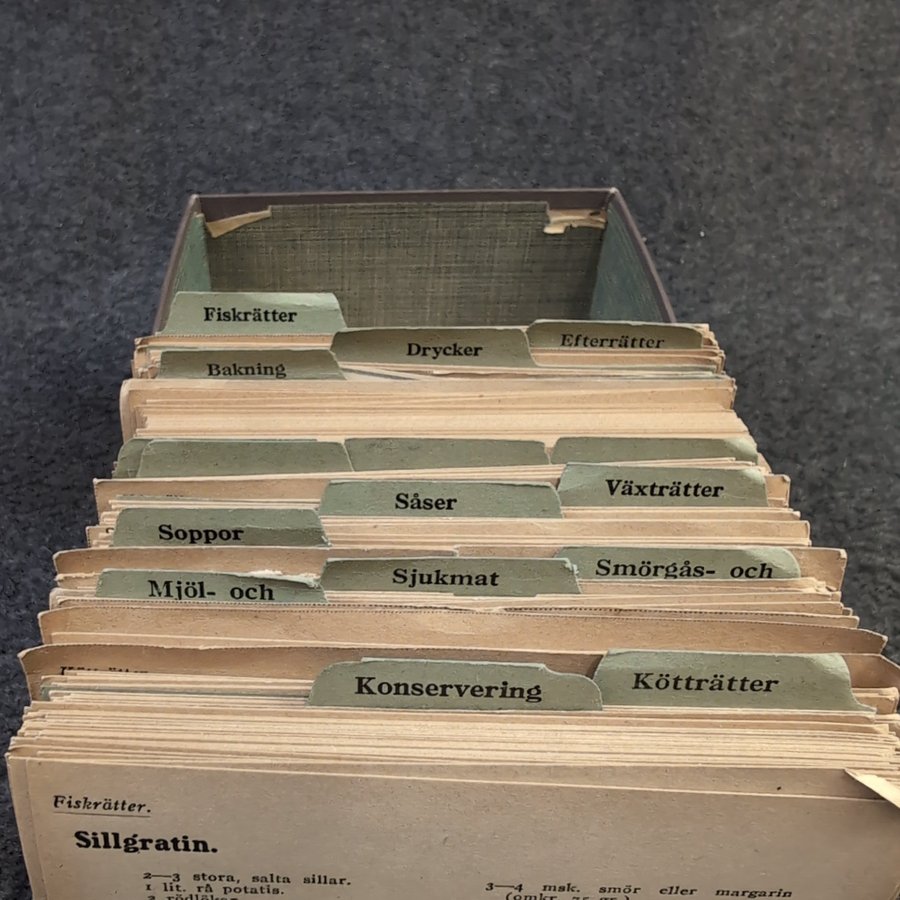 Fiskrätter
Drycker
Efterrätter
Bakning
Såser
Växträtter
Soppor
Sjukmat
Smörgås- och
Mjöl- och
Konservering
Kötträtter
Fiskrätter.
Sillgratin.
2—3 stora, salta sillar.
1 lit. rå potatis.
3—4 msk. smör eller margarin